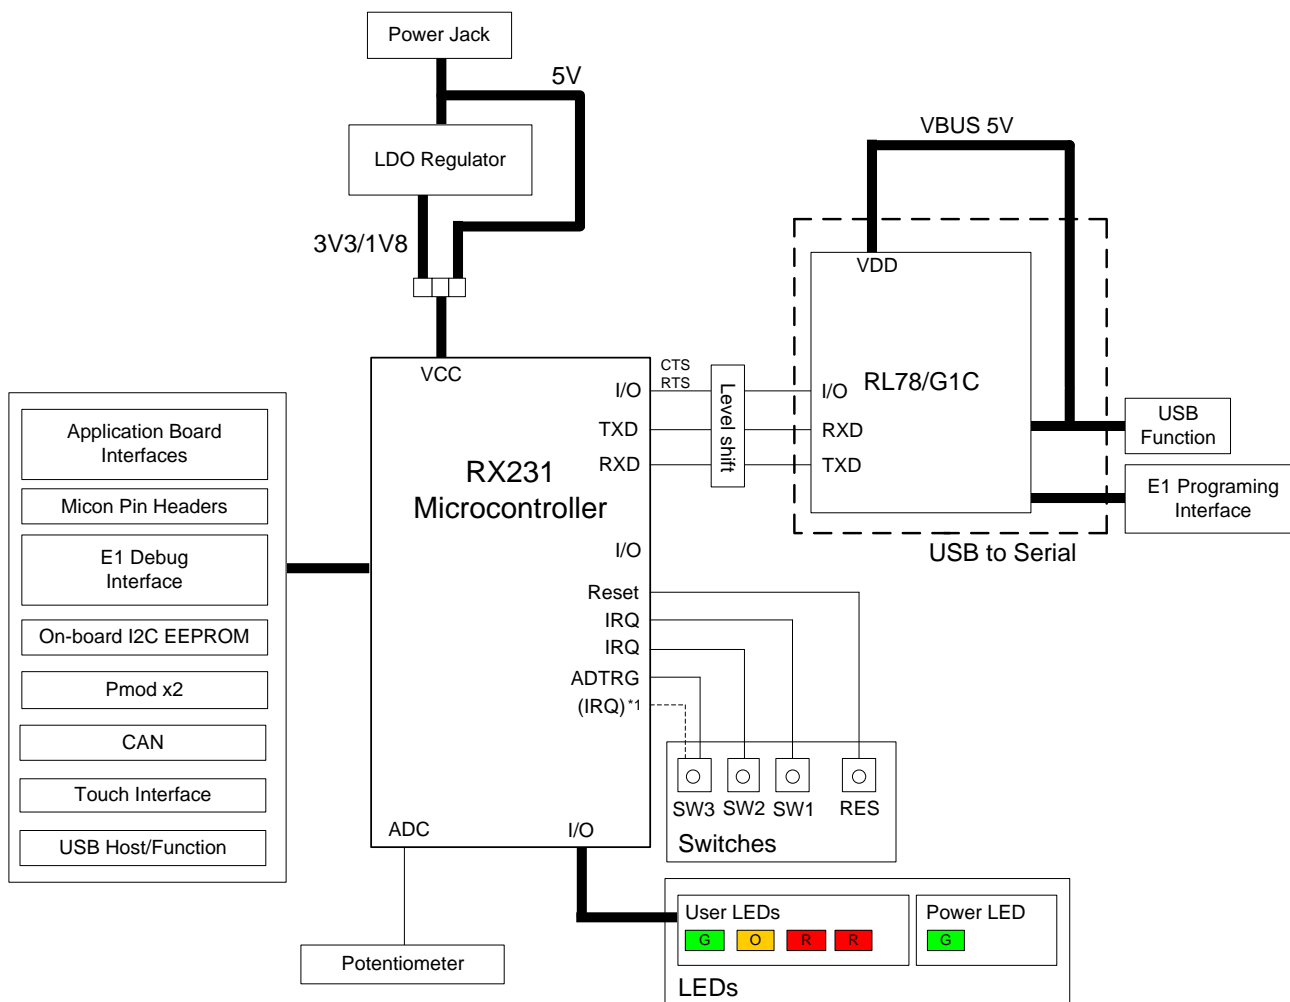 Power Jack
5V
LDO Regulator
3V3/1V8
VBUS 5V
VDD
RL78/G1C
I/O
RXD
TXD
USB to Serial
USB
Function
E1 Programing
Interface
Level shift
CTS
RTS
VCC
I/O
TXD
RXD
RX231
Microcontroller
I/O
Reset
IRQ
IRQ
ADTRG
(IRQ)*1
ADC
I/O
Application Board
Interfaces
Micon Pin Headers
E1 Debug
Interface
On-board I2C EEPROM
Pmod x2
CAN
Touch Interface
USB Host/Function
SW3
SW2
SW1
RES
Switches
Potentiometer
User LEDs
G
O
R
R
Power LED
G
LEDs